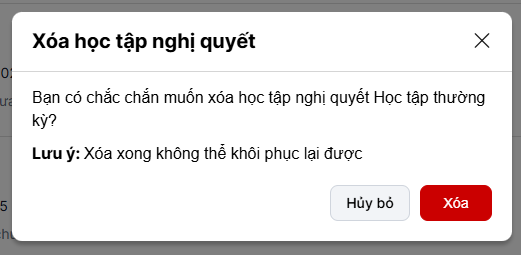 Xóa học tập nghị quyết
Bạn có chắc chắn muốn xóa học tập nghị quyết Học tập thường
kỳ?
Lưu ý: Xóa xong không thể khôi phục lại được
Hủy bỏ
Xóa